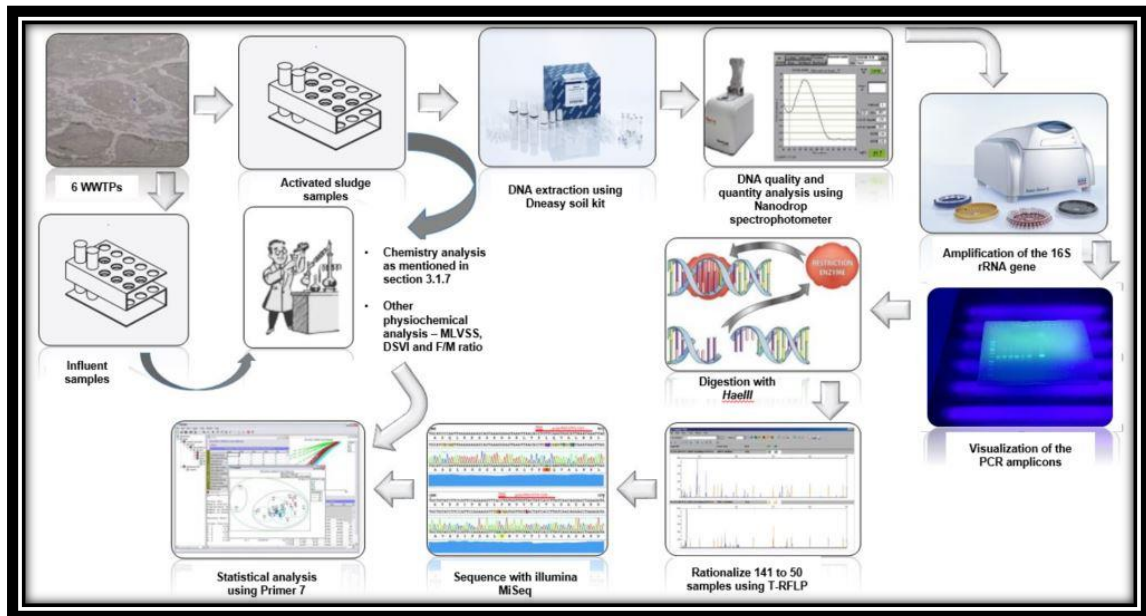 6 WWTPs
Activated sludge
samples
DNA extraction using
Dneasy soil kit
DNA quality and
quantity analysis using
Nanodrop
spectrophotometer
Amplification of the 16S
rRNA gene
Visualization of the
PCR amplicons
RESTRICTION
ENZYME
Digestion with
HaeIII
Rationalize 141 to 50
samples using T-RFLP
Sequence with illumina
MiSeq
Statistical analysis
using Primer 7
Influent
samples
• Chemistry analysis
as mentioned in
section 3.1.7
• Other
physiochemical
analysis – MLVSS,
DSVI and F/M ratio